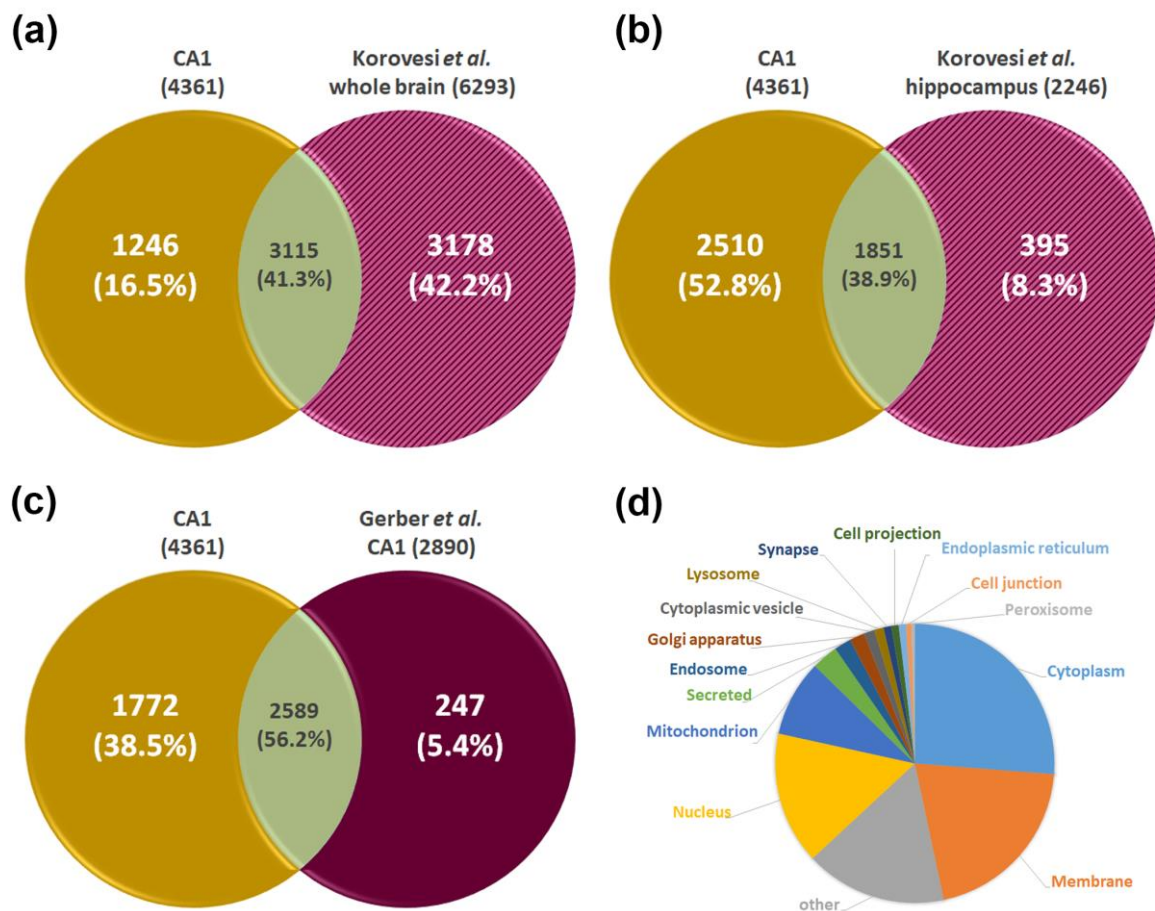 (a)
CA1
(4361)
Korovesi et al.
whole brain (6293)
1246
(16.5%)
3115
(41.3%)
3178
(42.2%)
(b)
CA1
(4361)
Korovesi et al.
hippocampus (2246)
2510
(52.8%)
1851
(38.9%)
395
(8.3%)
(c)
CA1
(4361)
Gerber et al.
CA1 (2890)
1772
(38.5%)
2589
(56.2%)
247
(5.4%)
(d)
Cell projection
Synapse
Endoplasmic reticulum
Lysosome
Cell junction
Cytoplasmic vesicle
Peroxisome
Golgi apparatus
Endosome
Cytoplasm
Secreted
Mitochondrion
Nucleus
Membrane
other